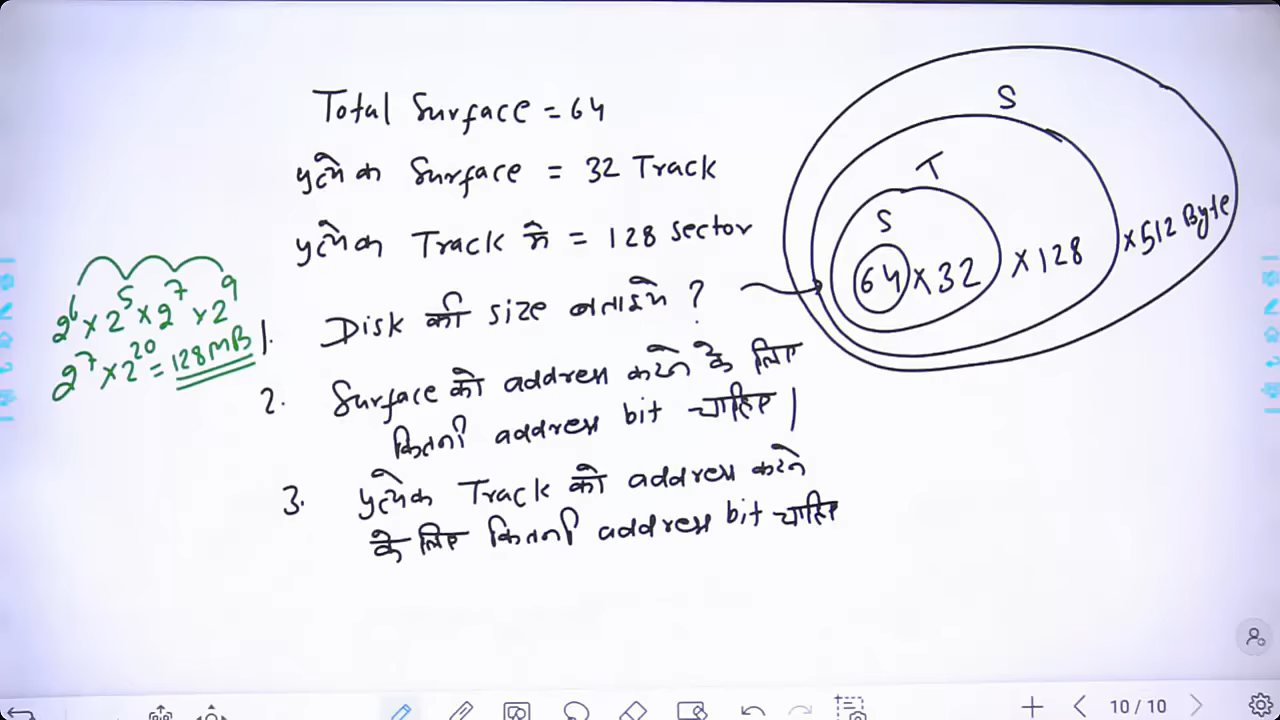 Total Surface = 64
प्रत्येक Surface = 32 Track
प्रत्येक Track मे = 128 sector
1. Disk की size बताइये ?
2. Surface को address करने के लिए
कितनी address bit चाहिए |
3. प्रत्येक Track को address करने
के लिए कितनी address bit चाहिए
2^6 × 2^5 × 2^7 × 2^9
2^7 × 2^20 = 128 MB
S
T
S
64 × 32 × 128 × 512 Byte
10 / 10